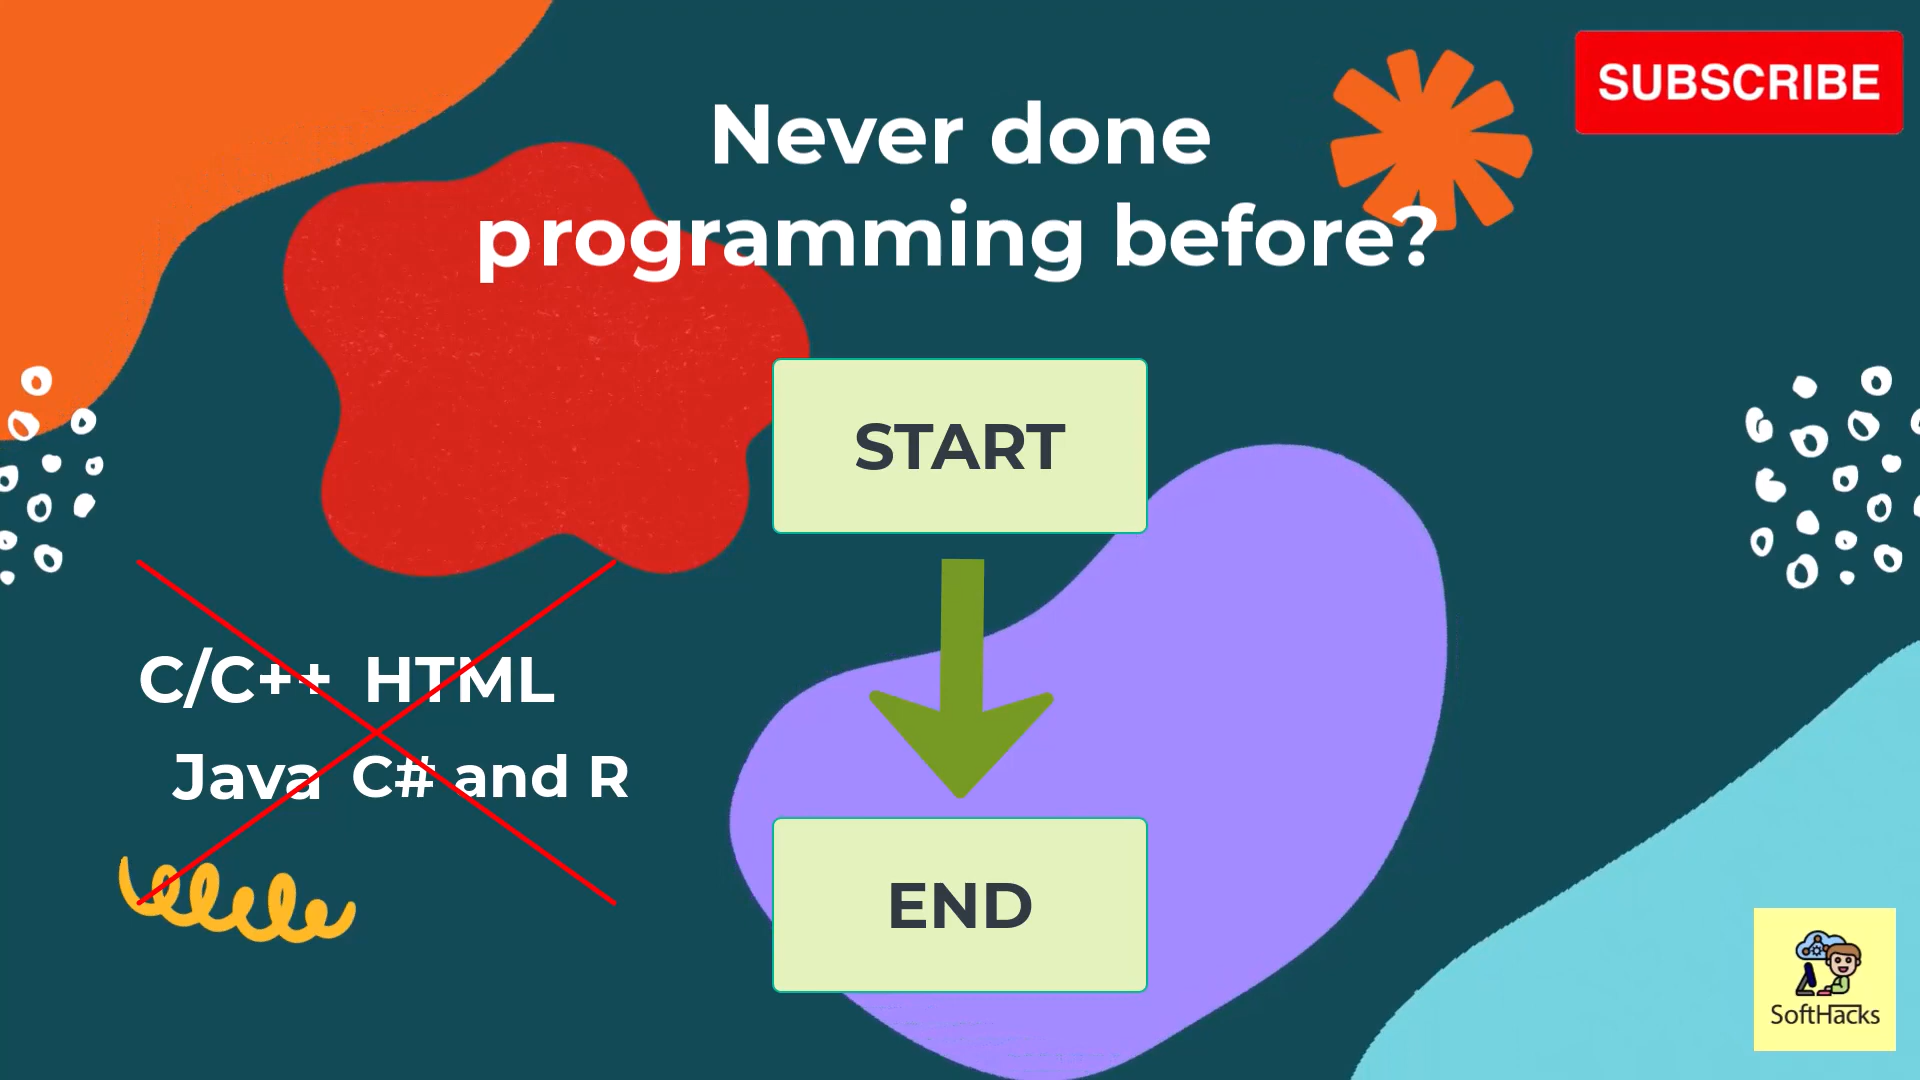 SUBSCRIBE
Never done
programming before?
START
C/C++ HTML
Java C# and R
END
SoftHacks